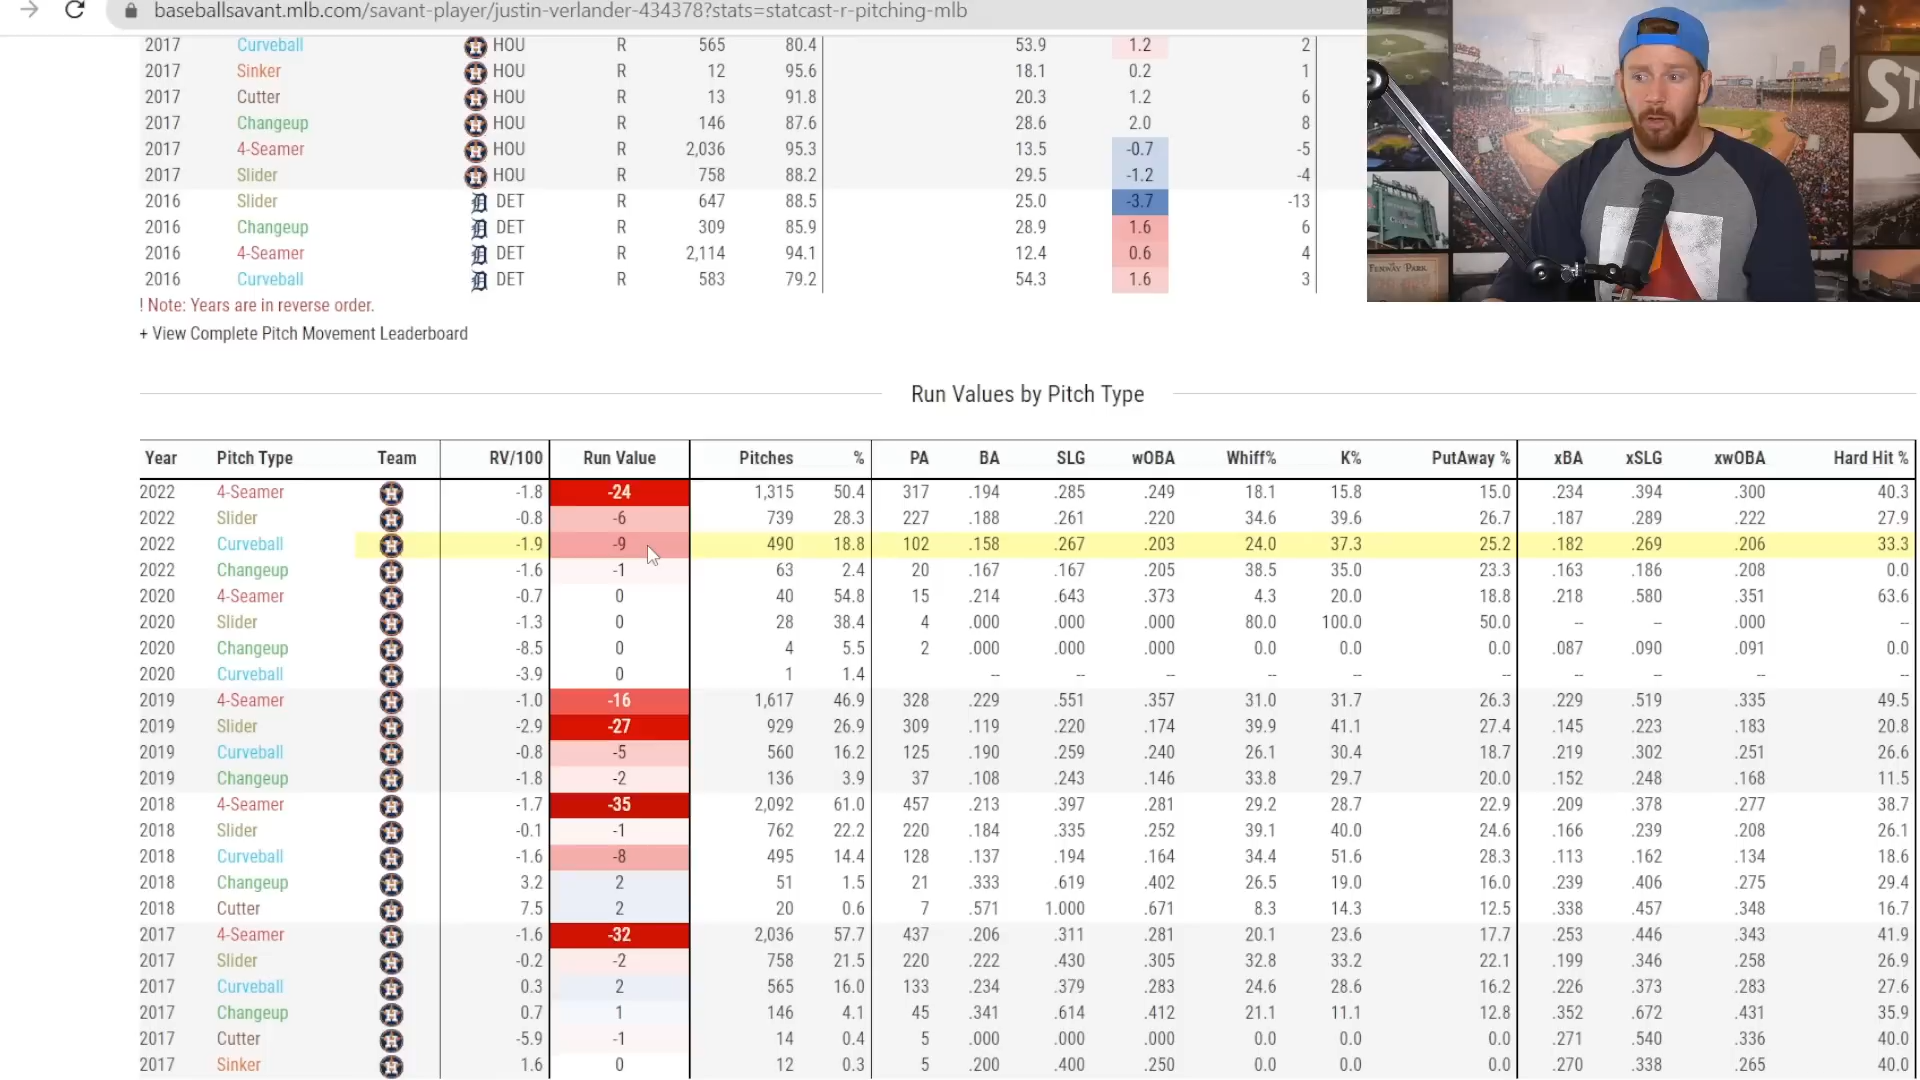 baseballsavant.mlb.com/savant-player/justin-verlander-434378?stats=statcast-r-pitching-mlb
2017 Curveball HOU R 565 80.4 53.9 1.2 2
2017 Sinker HOU R 12 95.6 18.1 0.2 1
2017 Cutter HOU R 13 91.8 20.3 1.2 6
2017 Changeup HOU R 146 87.6 28.6 2.0 8
2017 4-Seamer HOU R 2,036 95.3 13.5 -0.7 -5
2017 Slider HOU R 758 88.2 29.5 -1.2 -4
2016 Slider DET R 647 88.5 25.0 -3.7 -13
2016 Changeup DET R 309 85.9 28.9 1.6 6
2016 4-Seamer DET R 2,114 94.1 12.4 0.6 4
2016 Curveball DET R 583 79.2 54.3 1.6 3
! Note: Years are in reverse order.
+ View Complete Pitch Movement Leaderboard
FENWAY PARK
ST
Run Values by Pitch Type
Year Pitch Type Team RV/100 Run Value Pitches % PA BA SLG wOBA Whiff% K% PutAway % xBA xSLG xwOBA Hard Hit %
2022 4-Seamer -1.8 -24 1,315 50.4 317 .194 .285 .249 18.1 15.8 15.0 .234 .394 .300 40.3
2022 Slider -0.8 -6 739 28.3 227 .188 .261 .220 34.6 39.6 26.7 .187 .289 .222 27.9
2022 Curveball -1.9 -9 490 18.8 102 .158 .267 .203 24.0 37.3 25.2 .182 .269 .206 33.3
2022 Changeup -1.6 -1 63 2.4 20 .167 .167 .205 38.5 35.0 23.3 .163 .186 .208 0.0
2020 4-Seamer -0.7 0 40 54.8 15 .214 .643 .373 4.3 20.0 18.8 .218 .580 .351 63.6
2020 Slider -1.3 0 28 38.4 4 .000 .000 .000 80.0 100.0 50.0 -- -- .000 --
2020 Changeup -8.5 0 4 5.5 2 .000 .000 .000 0.0 0.0 0.0 .087 .090 .091 0.0
2020 Curveball -3.9 0 1 1.4 -- -- -- -- -- -- -- -- -- --
2019 4-Seamer -1.0 -16 1,617 46.9 328 .229 .551 .357 31.0 31.7 26.3 .229 .519 .335 49.5
2019 Slider -2.9 -27 929 26.9 309 .119 .220 .174 39.9 41.1 27.4 .145 .223 .183 20.8
2019 Curveball -0.8 -5 560 16.2 125 .190 .259 .240 26.1 30.4 18.7 .219 .302 .251 26.6
2019 Changeup -1.8 -2 136 3.9 37 .108 .243 .146 33.8 29.7 20.0 .152 .248 .168 11.5
2018 4-Seamer -1.7 -35 2,092 61.0 457 .213 .397 .281 29.2 28.7 22.9 .209 .378 .277 38.7
2018 Slider -0.1 -1 762 22.2 220 .184 .335 .252 39.1 40.0 24.6 .166 .239 .208 26.1
2018 Curveball -1.6 -8 495 14.4 128 .137 .194 .164 34.4 51.6 28.3 .113 .162 .134 18.6
2018 Changeup 3.2 2 51 1.5 21 .333 .619 .402 26.5 19.0 16.0 .239 .406 .275 29.4
2018 Cutter 7.5 2 20 0.6 7 .571 1.000 .671 8.3 14.3 12.5 .338 .457 .348 16.7
2017 4-Seamer -1.6 -32 2,036 57.7 437 .206 .311 .281 20.1 23.6 17.7 .253 .446 .343 41.9
2017 Slider -0.2 -2 758 21.5 220 .222 .430 .305 32.8 33.2 22.1 .199 .346 .258 26.9
2017 Curveball 0.3 2 565 16.0 133 .234 .379 .283 24.6 28.6 16.2 .226 .373 .283 27.6
2017 Changeup 0.7 1 146 4.1 45 .341 .614 .412 21.1 11.1 12.8 .352 .672 .431 35.9
2017 Cutter -5.9 -1 14 0.4 5 .000 .000 .000 0.0 0.0 0.0 .271 .540 .336 40.0
2017 Sinker 1.6 0 12 0.3 5 .200 .400 .250 0.0 0.0 0.0 .270 .338 .265 40.0